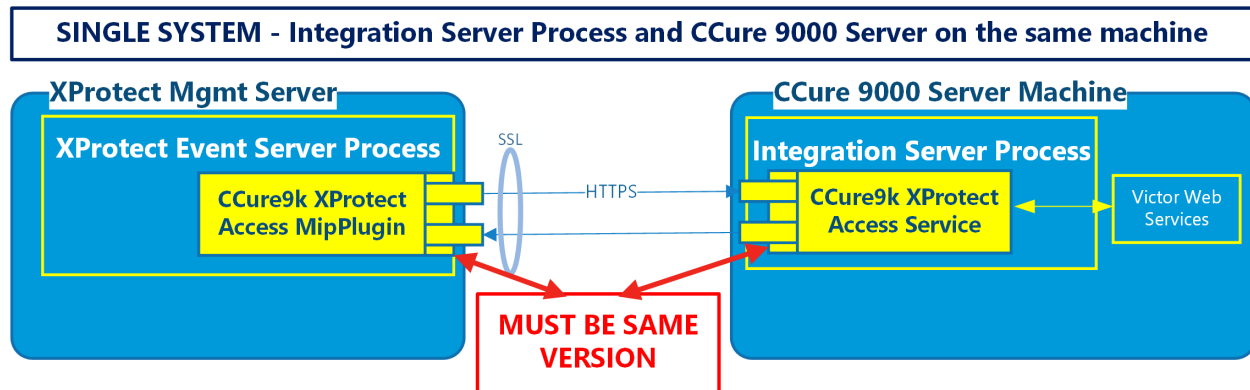 SINGLE SYSTEM - Integration Server Process and CCure 9000 Server on the same machine
XProtect Mgmt Server
XProtect Event Server Process
CCure9k XProtect
Access MipPlugin
SSL
HTTPS
CCure 9000 Server Machine
Integration Server Process
CCure9k XProtect
Access Service
Victor Web
Services
MUST BE SAME
VERSION